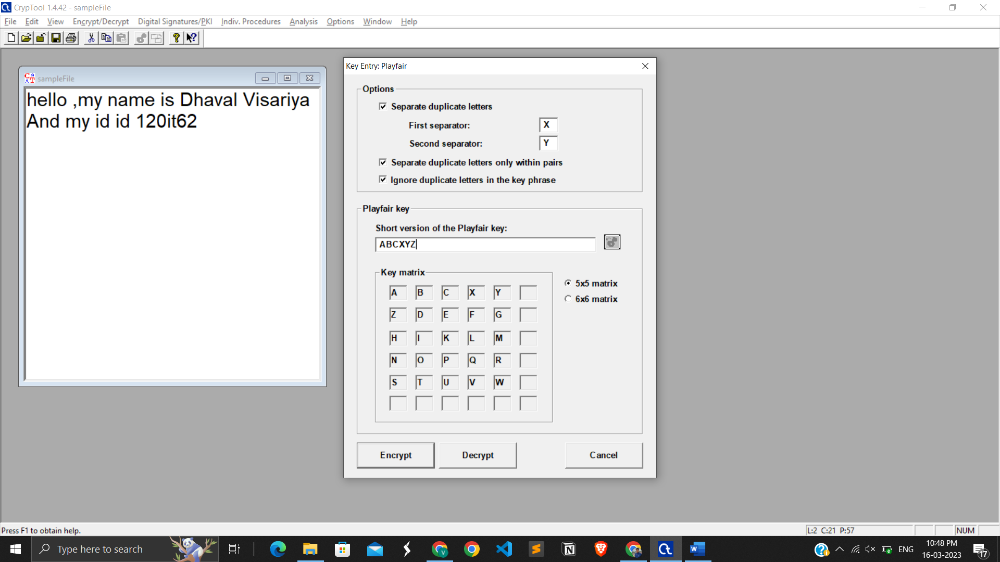 CrypTool 1.4.42 - sampleFile
File Edit View Encrypt/Decrypt Digital Signatures/PKI Indiv. Procedures Analysis Options Window Help
sampleFile
hello ,my name is Dhaval Visariya
And my id id 120it62
Key Entry: Playfair
Options
Separate duplicate letters
First separator: X
Second separator: Y
Separate duplicate letters only within pairs
Ignore duplicate letters in the key phrase
Playfair key
Short version of the Playfair key:
ABCXYZ
Key matrix
A B C X Y
Z D E F G
H I K L M
N O P Q R
S T U V W
5x5 matrix
6x6 matrix
Encrypt Decrypt Cancel
Press F1 to obtain help.
L:2 C:21 P:57 NUM
Type here to search
ENG
10:48 PM
16-03-2023
17